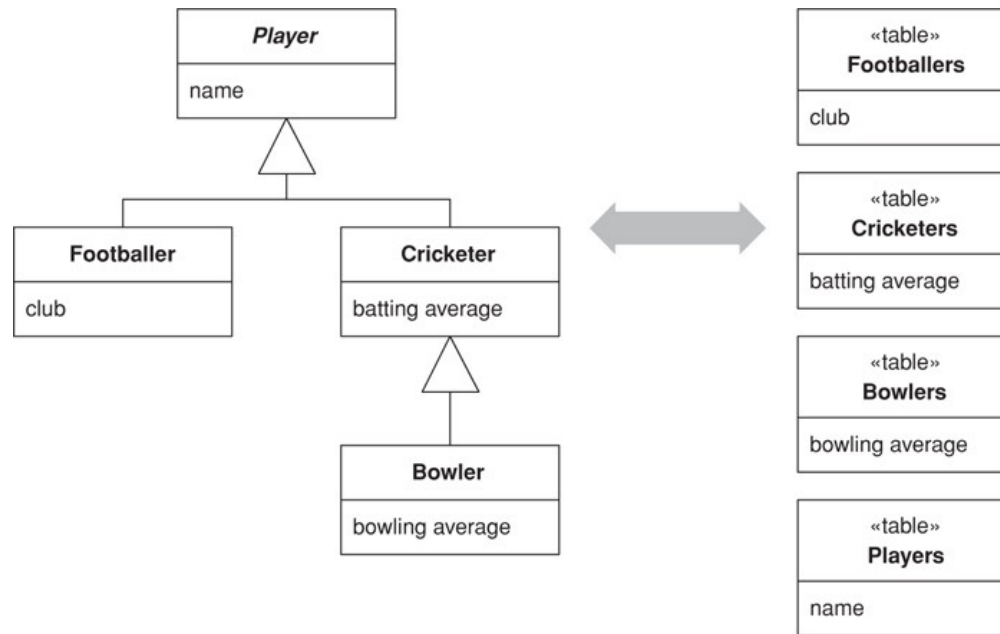 Player
name
Footballer
club
Cricketer
batting average
Bowler
bowling average
«table»
Footballers
club
«table»
Cricketers
batting average
«table»
Bowlers
bowling average
«table»
Players
name